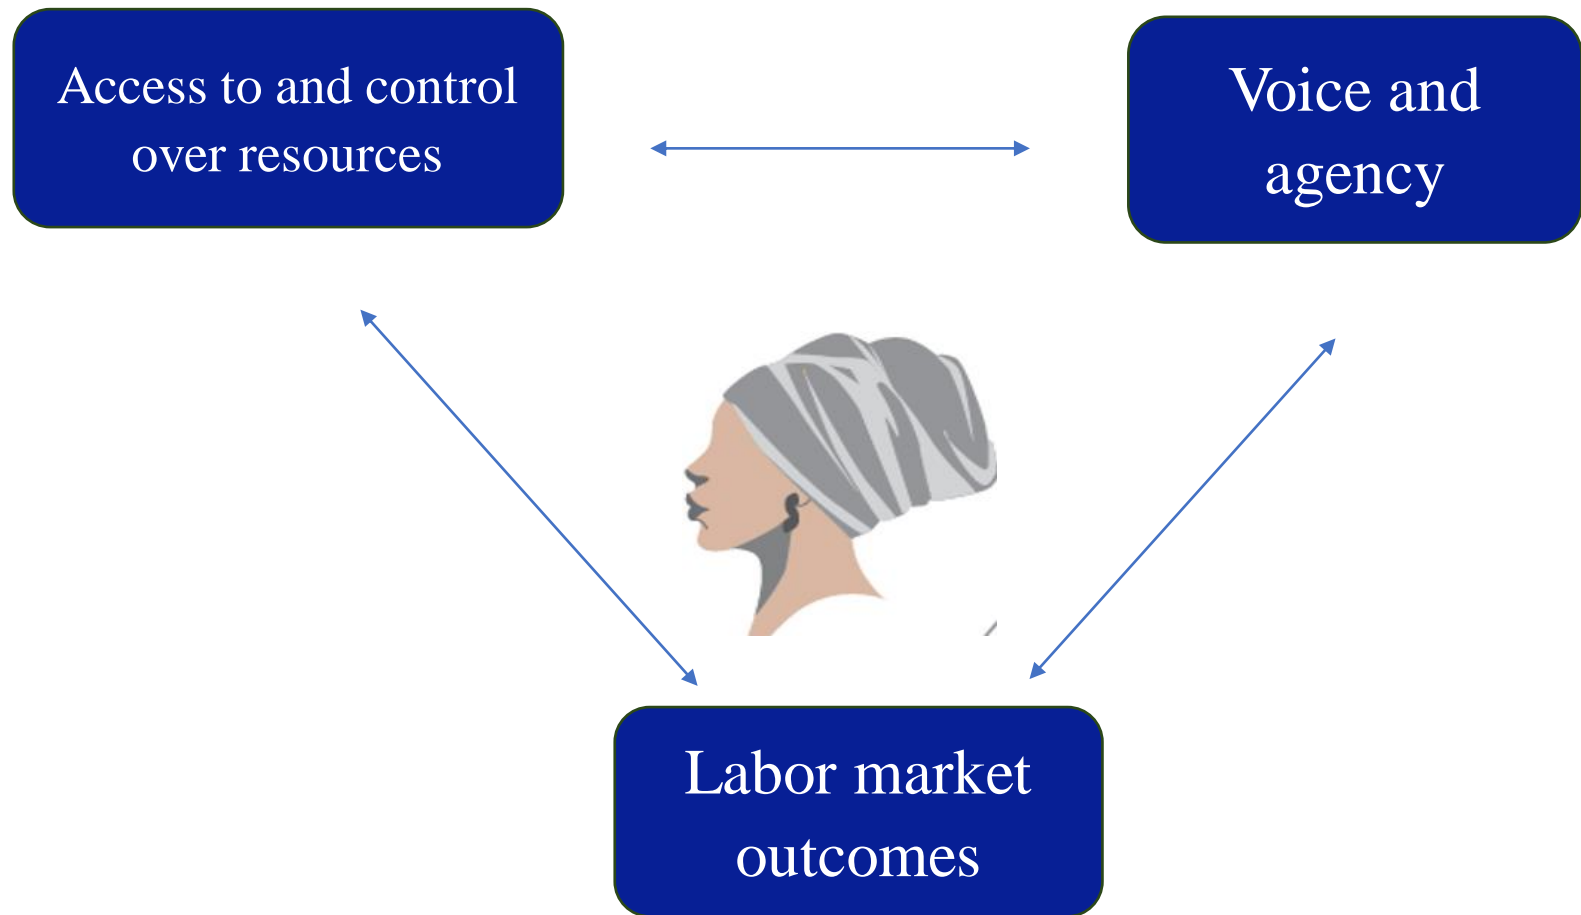 Access to and control
over resources
Voice and
agency
Labor market
outcomes